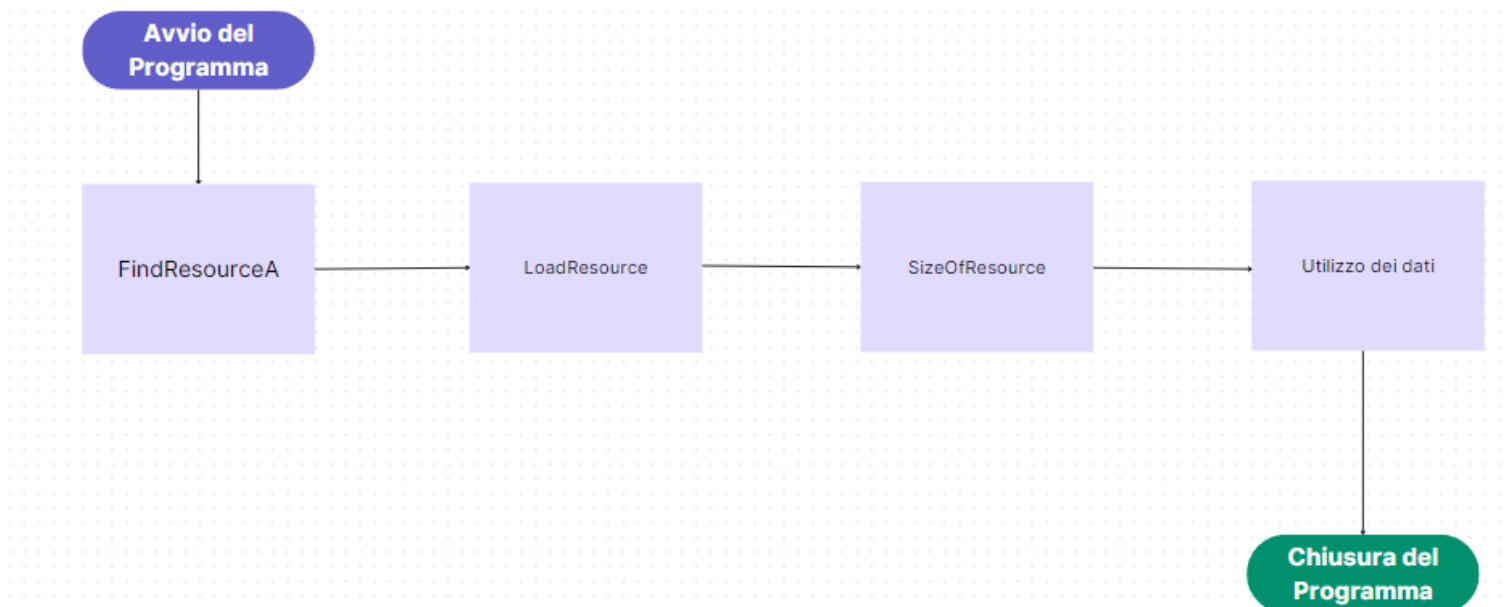 Avvio del
Programma
FindResourceA
LoadResource
SizeOfResource
Utilizzo dei dati
Chiusura del
Programma